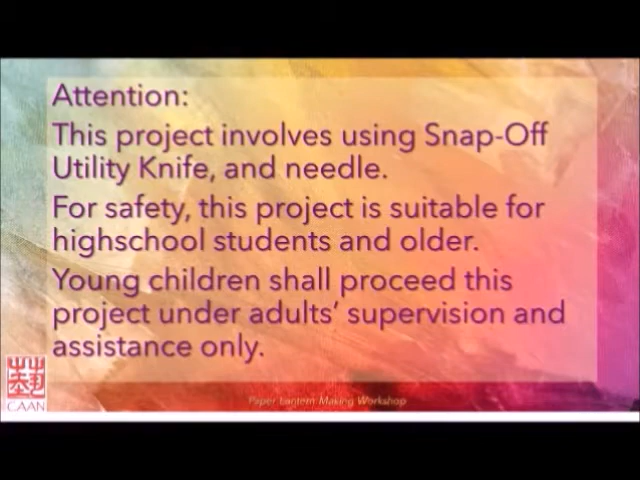 Attention:
This project involves using Snap-Off
Utility Knife, and needle.
For safety, this project is suitable for
highschool students and older.
Young children shall proceed this
project under adults' supervision and
assistance only.
CAAN
Paper Lantern Making Workshop